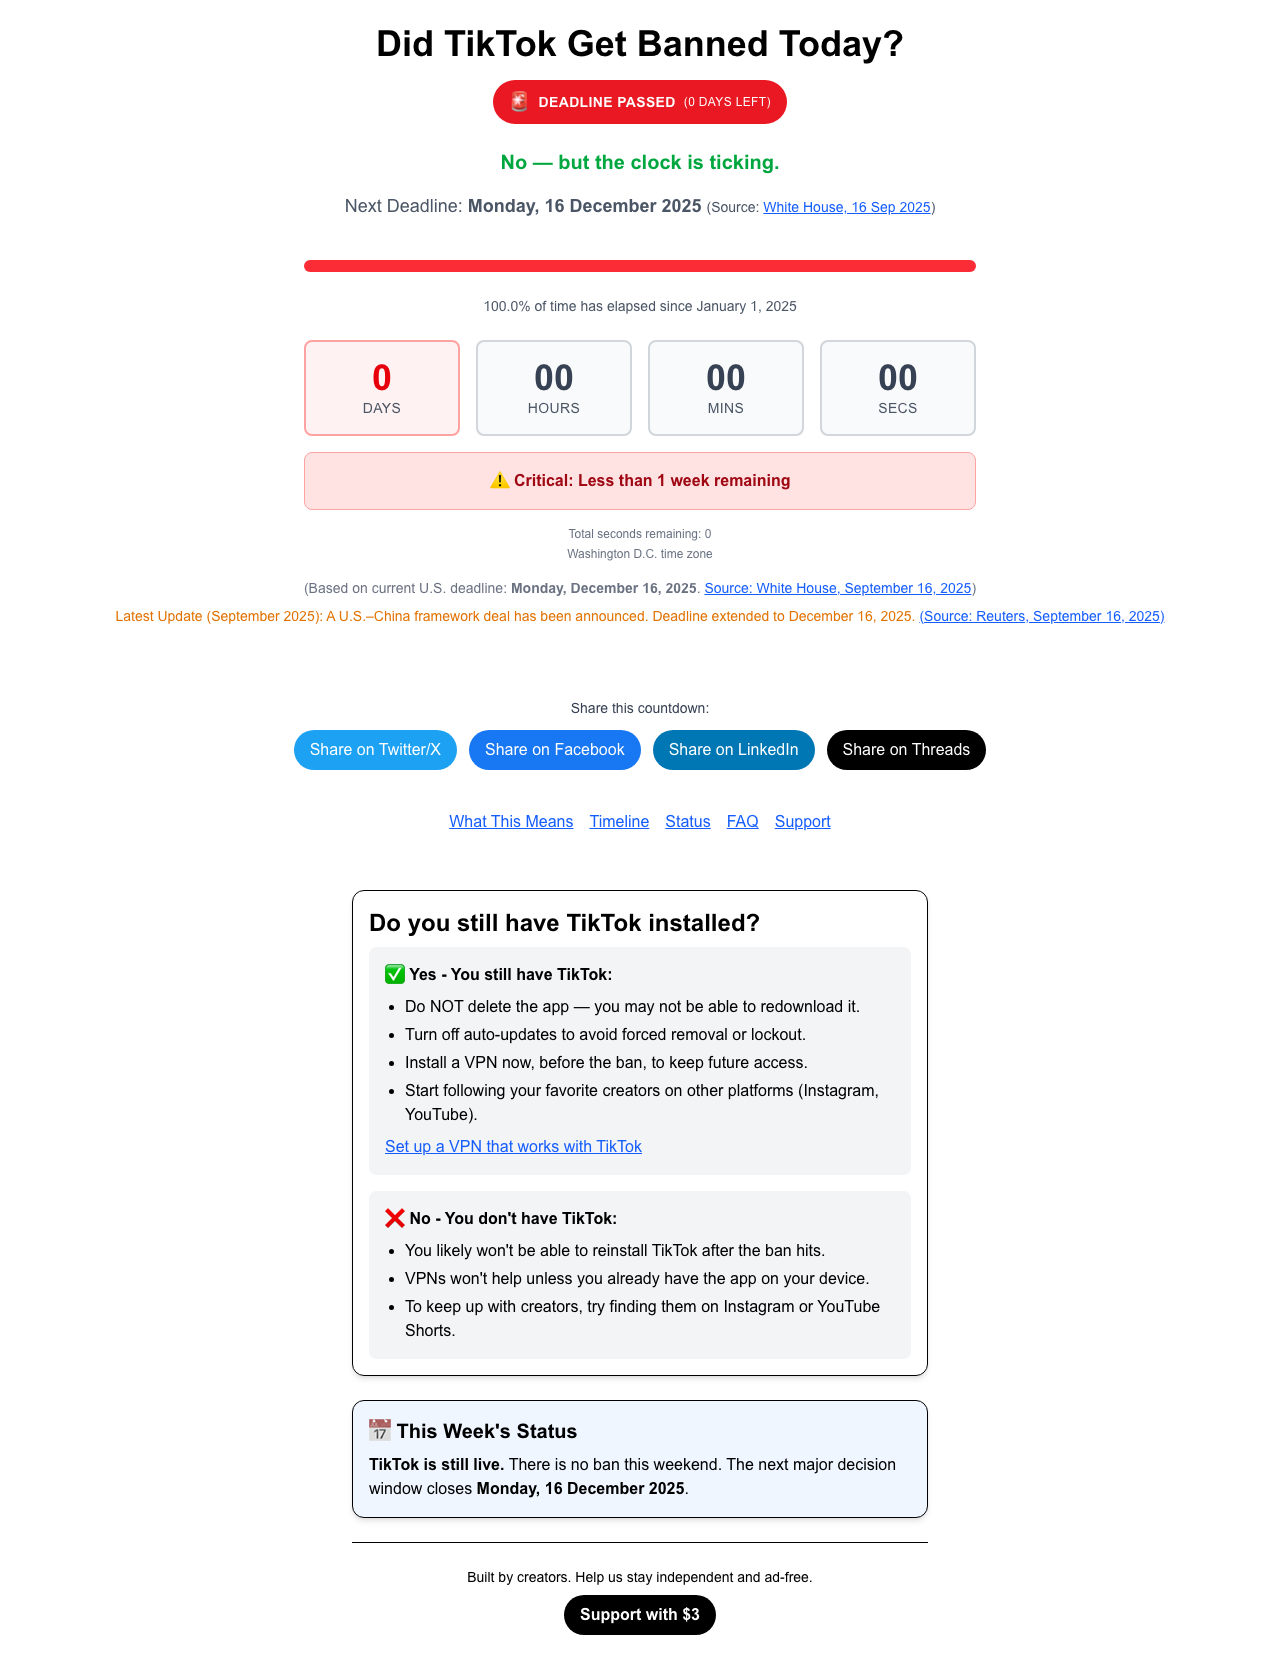 Did TikTok Get Banned Today?
🚨 DEADLINE PASSED (0 DAYS LEFT)
No — but the clock is ticking.
Next Deadline: Monday, 16 December 2025 (Source: White House, 16 Sep 2025)
100.0% of time has elapsed since January 1, 2025
0 00 00 00
DAYS HOURS MINS SECS
⚠️ Critical: Less than 1 week remaining
Total seconds remaining: 0
Washington D.C. time zone
(Based on current U.S. deadline: Monday, December 16, 2025. Source: White House, September 16, 2025)
Latest Update (September 2025): A U.S.–China framework deal has been announced. Deadline extended to December 16, 2025. (Source: Reuters, September 16, 2025)
Share this countdown:
Share on Twitter/X Share on Facebook Share on LinkedIn Share on Threads
What This Means Timeline Status FAQ Support
Do you still have TikTok installed?
✅ Yes - You still have TikTok:
• Do NOT delete the app — you may not be able to redownload it.
• Turn off auto-updates to avoid forced removal or lockout.
• Install a VPN now, before the ban, to keep future access.
• Start following your favorite creators on other platforms (Instagram,
YouTube).
Set up a VPN that works with TikTok
❌ No - You don't have TikTok:
• You likely won't be able to reinstall TikTok after the ban hits.
• VPNs won't help unless you already have the app on your device.
• To keep up with creators, try finding them on Instagram or YouTube
Shorts.
📅 This Week's Status
TikTok is still live. There is no ban this weekend. The next major decision
window closes Monday, 16 December 2025.
Built by creators. Help us stay independent and ad-free.
Support with $3